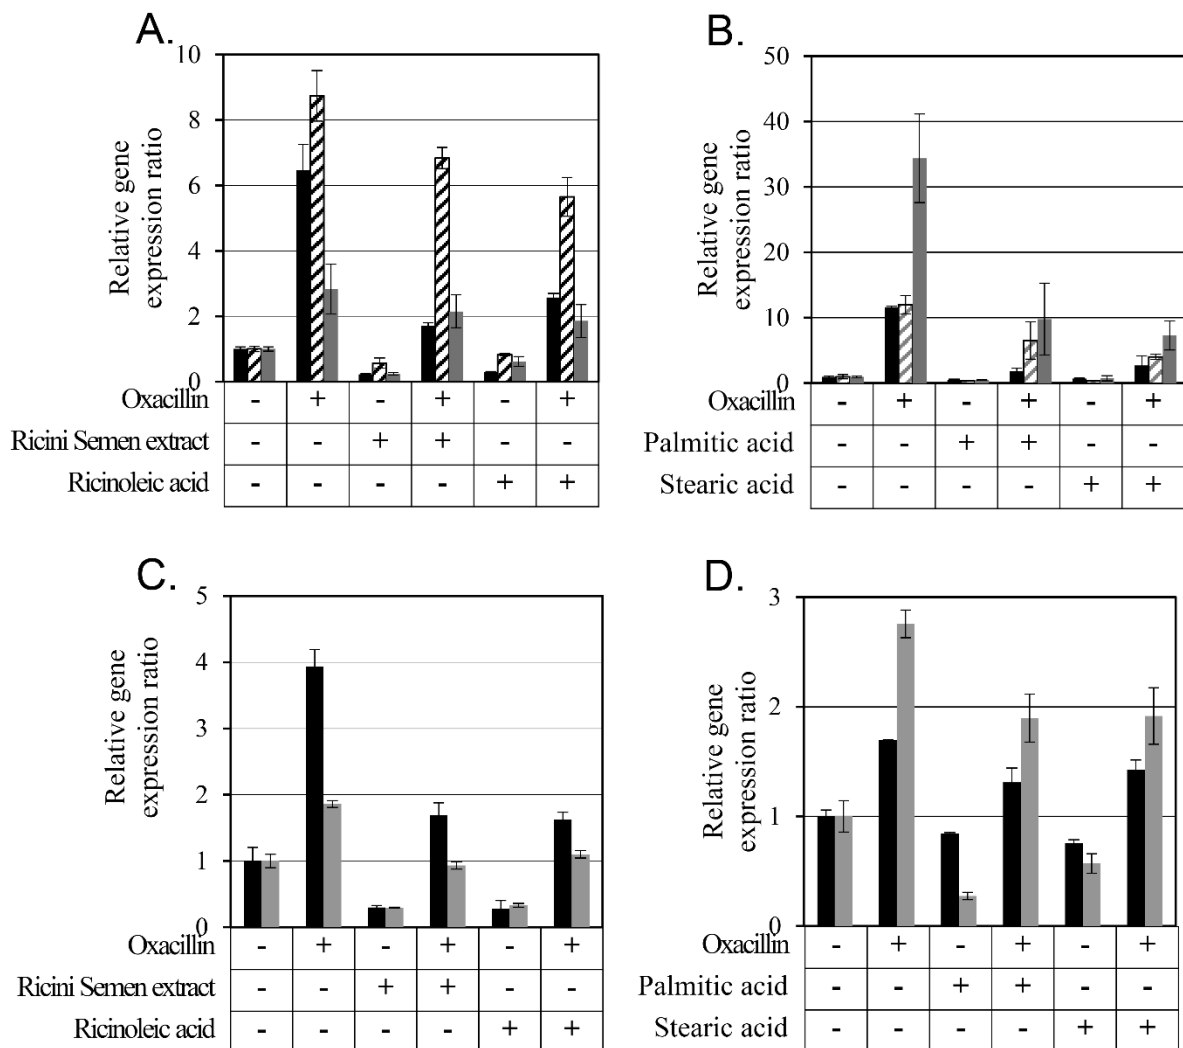 A.
Relative gene
expression ratio
10
8
6
4
2
0
Oxacillin - + - + - +
Ricini Semen extract - - + + - -
Ricinoleic acid - - - - + +
B.
Relative gene
expression ratio
50
40
30
20
10
0
Oxacillin - + - + - +
Palmitic acid - - + + - -
Stearic acid - - - - + +
C.
Relative gene
expression ratio
5
4
3
2
1
0
Oxacillin - + - + - +
Ricini Semen extract - - + + - -
Ricinoleic acid - - - - + +
D.
Relative gene
expression ratio
3
2
1
0
Oxacillin - + - + - +
Palmitic acid - - + + - -
Stearic acid - - - - + +